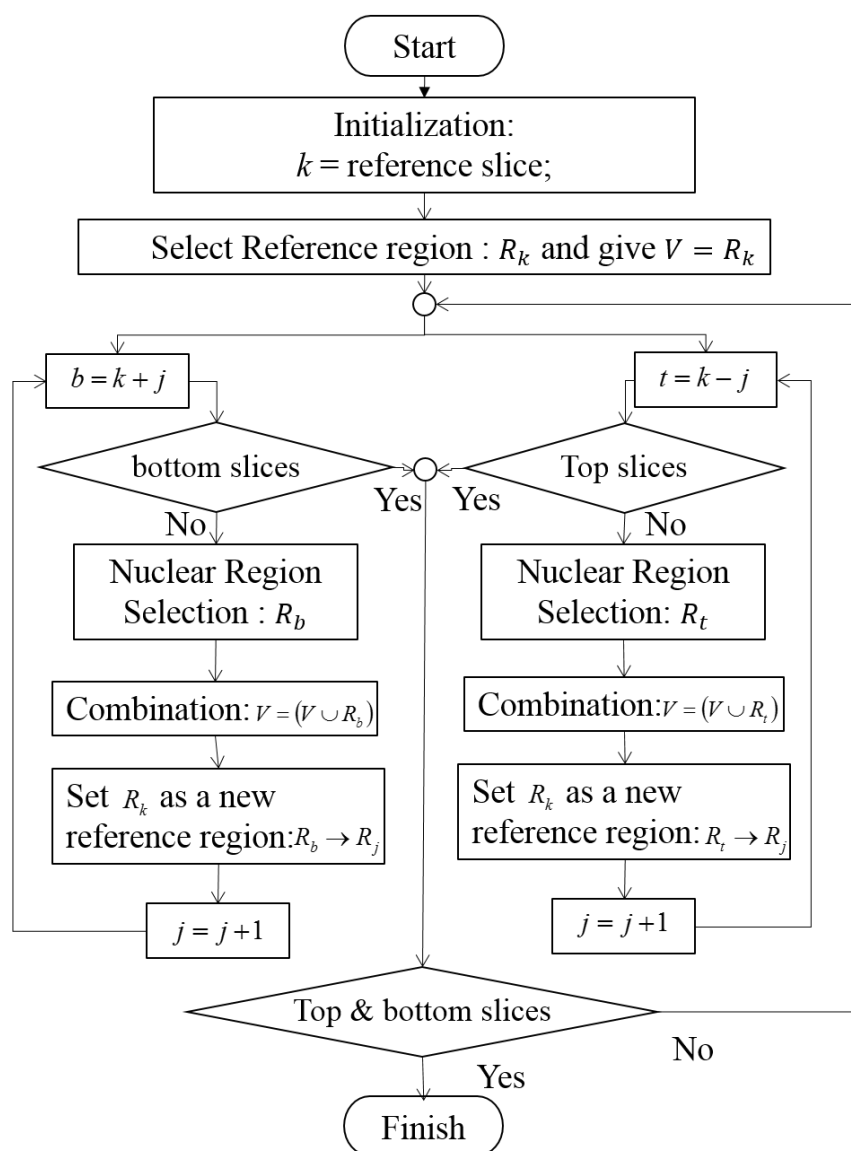 Start
Initialization:
k = reference slice;
Select Reference region : R_k and give V = R_k
b = k + j
t = k − j
bottom slices
Top slices
Yes
Yes
No
No
Nuclear Region
Selection : R_b
Nuclear Region
Selection: R_t
Combination: V = (V ∪ R_b)
Combination: V = (V ∪ R_t)
Set R_k as a new
reference region: R_b → R_j
Set R_k as a new
reference region: R_t → R_j
j = j+1
j = j+1
Top & bottom slices
No
Yes
Finish